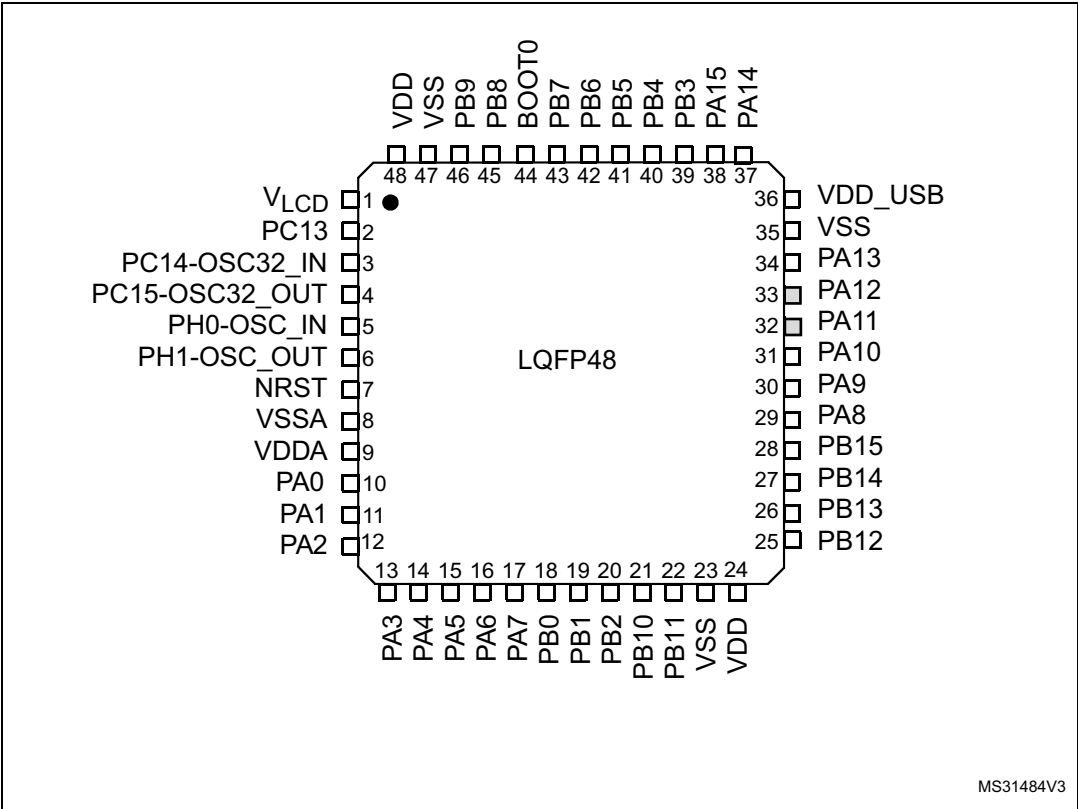 VDD VSS PB9 PB8 BOOT0 PB7 PB6 PB5 PB4 PB3 PA15 PA14
48 47 46 45 44 43 42 41 40 39 38 37
VLCD 1 36 VDD_USB
PC13 2 35 VSS
PC14-OSC32_IN 3 34 PA13
PC15-OSC32_OUT 4 33 PA12
PH0-OSC_IN 5 32 PA11
PH1-OSC_OUT 6 LQFP48 31 PA10
NRST 7 30 PA9
VSSA 8 29 PA8
VDDA 9 28 PB15
PA0 10 27 PB14
PA1 11 26 PB13
PA2 12 25 PB12
13 14 15 16 17 18 19 20 21 22 23 24
PA3 PA4 PA5 PA6 PA7 PB0 PB1 PB2 PB10 PB11 VSS VDD
MS31484V3